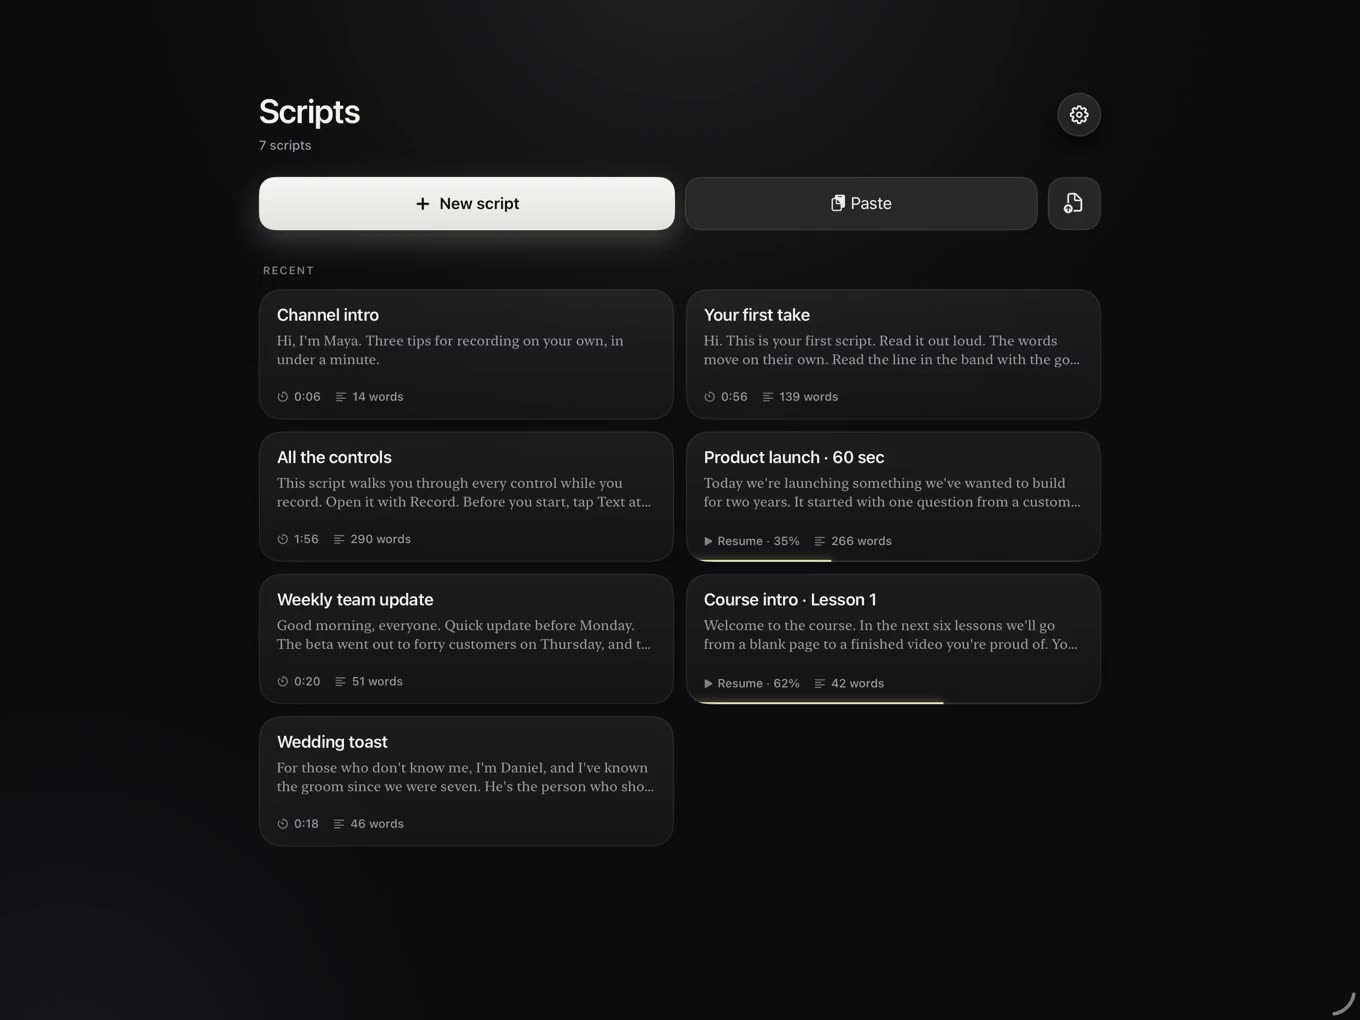 Scripts
7 scripts
New script
Paste
RECENT
Channel intro
Hi, I'm Maya. Three tips for recording on your own, in
under a minute.
0:06 14 words
Your first take
Hi. This is your first script. Read it out loud. The words
move on their own. Read the line in the band with the go...
0:56 139 words
All the controls
This script walks you through every control while you
record. Open it with Record. Before you start, tap Text at...
1:56 290 words
Product launch · 60 sec
Today we're launching something we've wanted to build
for two years. It started with one question from a custom...
Resume · 35% 266 words
Weekly team update
Good morning, everyone. Quick update before Monday.
The beta went out to forty customers on Thursday, and t...
0:20 51 words
Course intro · Lesson 1
Welcome to the course. In the next six lessons we'll go
from a blank page to a finished video you're proud of. Yo...
Resume · 62% 42 words
Wedding toast
For those who don't know me, I'm Daniel, and I've known
the groom since we were seven. He's the person who sho...
0:18 46 words